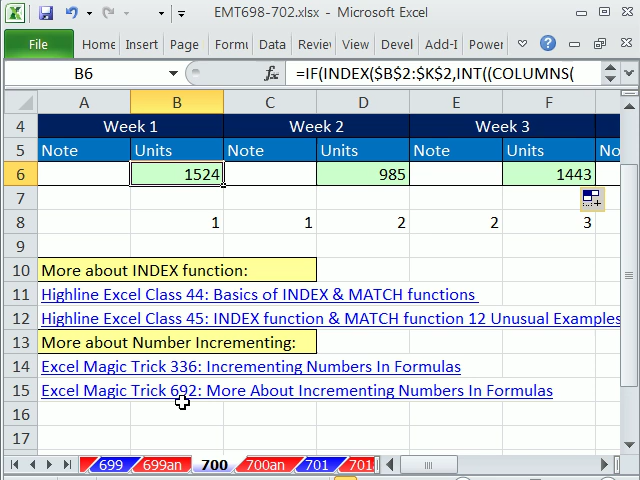 EMT698-702.xlsx - Microsoft Excel
File Home Insert Page Formu Data Reviev View Devel Add-I Power
B6 fx =IF(INDEX($B$2:$K$2,INT((COLUMNS(
A B C D E F
4 Week 1 Week 2 Week 3
5 Note Units Note Units Note Units No
6 1524 985 1443
7
8 1 1 2 2 3
9
10 More about INDEX function:
11 Highline Excel Class 44: Basics of INDEX & MATCH functions
12 Highline Excel Class 45: INDEX function & MATCH function 12 Unusual Examples
13 More about Number Incrementing:
14 Excel Magic Trick 336: Incrementing Numbers In Formulas
15 Excel Magic Trick 692: More About Incrementing Numbers In Formulas
16
17
699 699an 700 700an 701 701